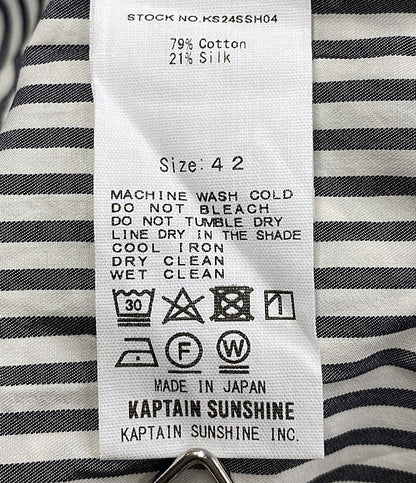 STOCK NO.KS24SSH04
79% Cotton
21% Silk
Size:42
MACHINE WASH COLD
DO NOT BLEACH
DO NOT TUMBLE DRY
LINE DRY IN THE SHADE
COOL IRON
DRY CLEAN
WET CLEAN
30
F W
MADE IN JAPAN
KAPTAIN SUNSHINE
KAPTAIN SUNSHINE INC.